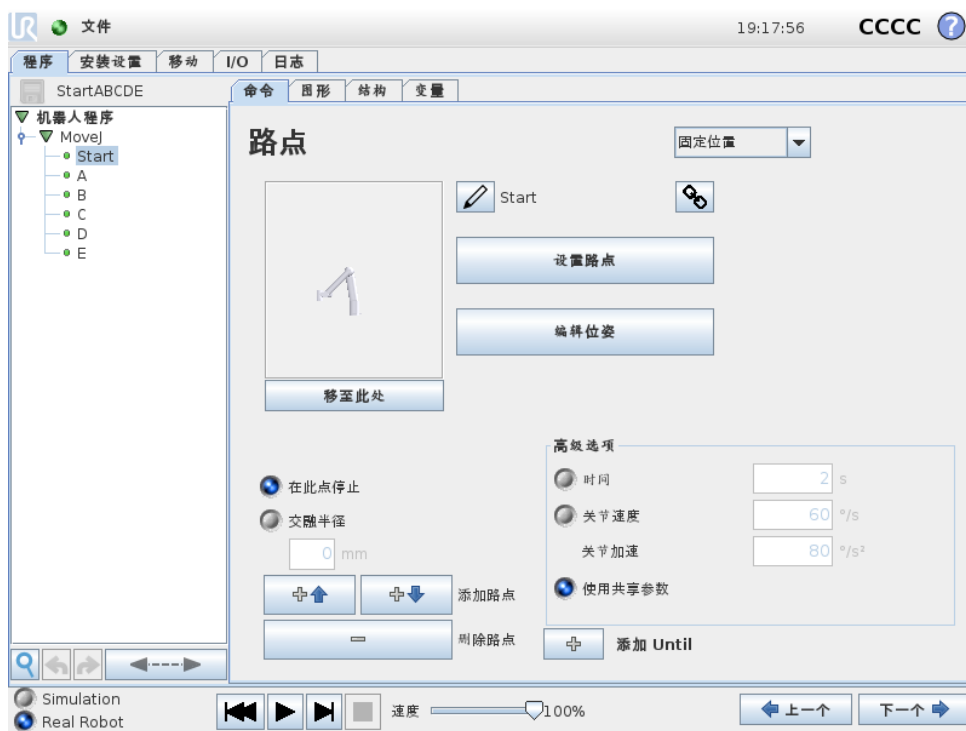 UR 文件 19:17:56 CCCC ?
程序 安装设置 移动 I/O 日志
StartABCDE 命令 图形 结构 变量
机器人程序
MoveJ
Start
A
B
C
D
E
路点 固定位置
Start
设置路点
编辑位姿
移至此处
在此点停止
交融半径
0 mm
添加路点
删除路点
高级选项
时间 2 s
关节速度 60 °/s
关节加速 80 °/s²
使用共享参数
添加 Until
Simulation
Real Robot
速度 100% 上一个 下一个